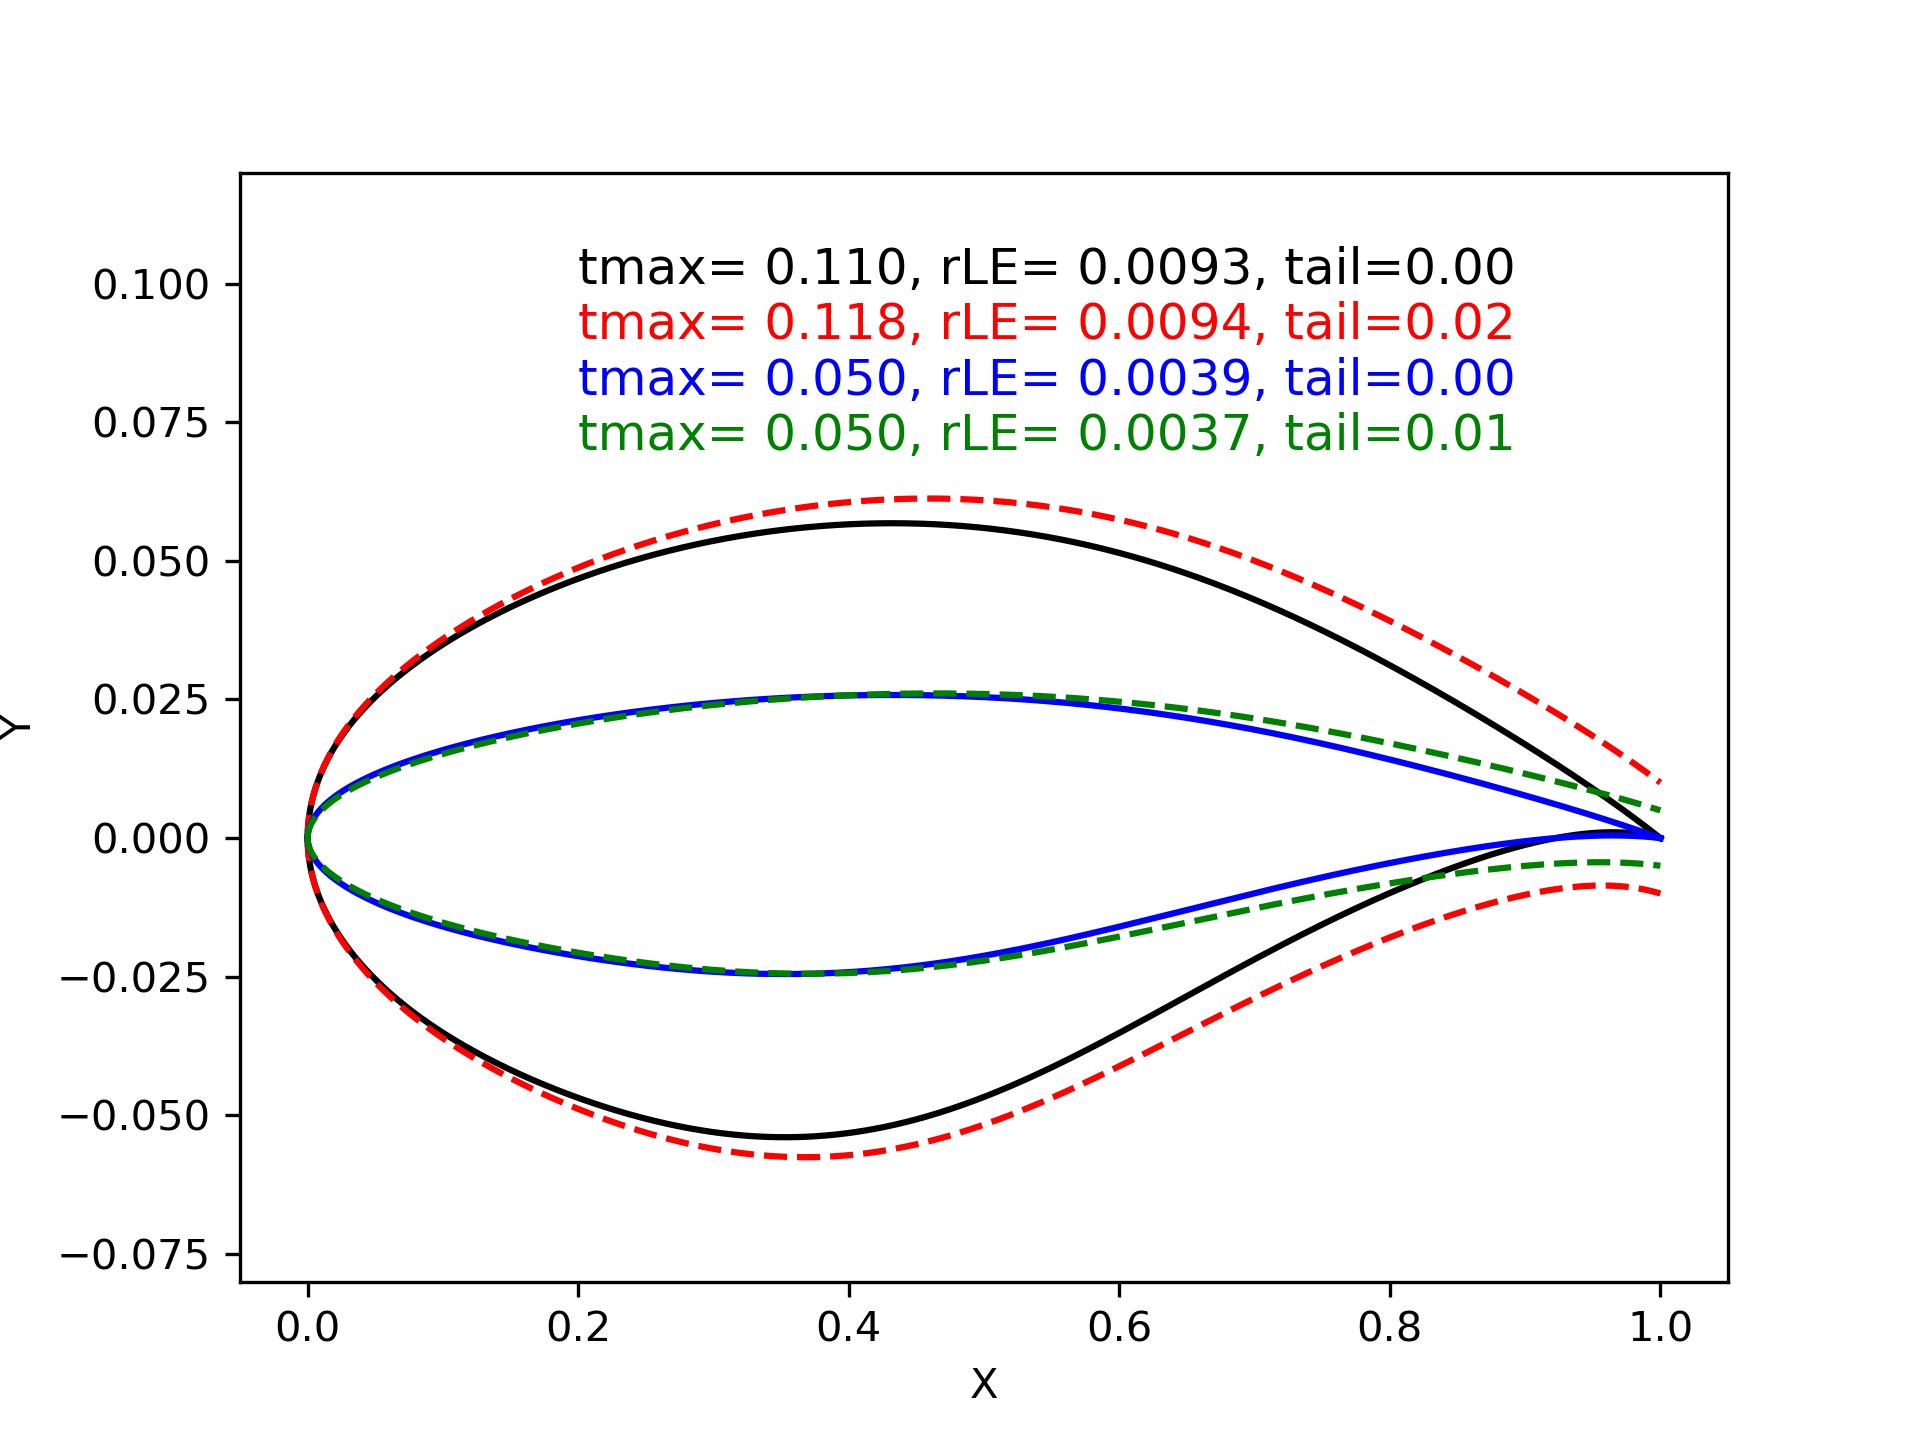 tmax= 0.110, rLE= 0.0093, tail=0.00
tmax= 0.118, rLE= 0.0094, tail=0.02
tmax= 0.050, rLE= 0.0039, tail=0.00
tmax= 0.050, rLE= 0.0037, tail=0.01
0.100
0.075
0.050
0.025
0.000
−0.025
−0.050
−0.075
Y
0.0 0.2 0.4 0.6 0.8 1.0
X